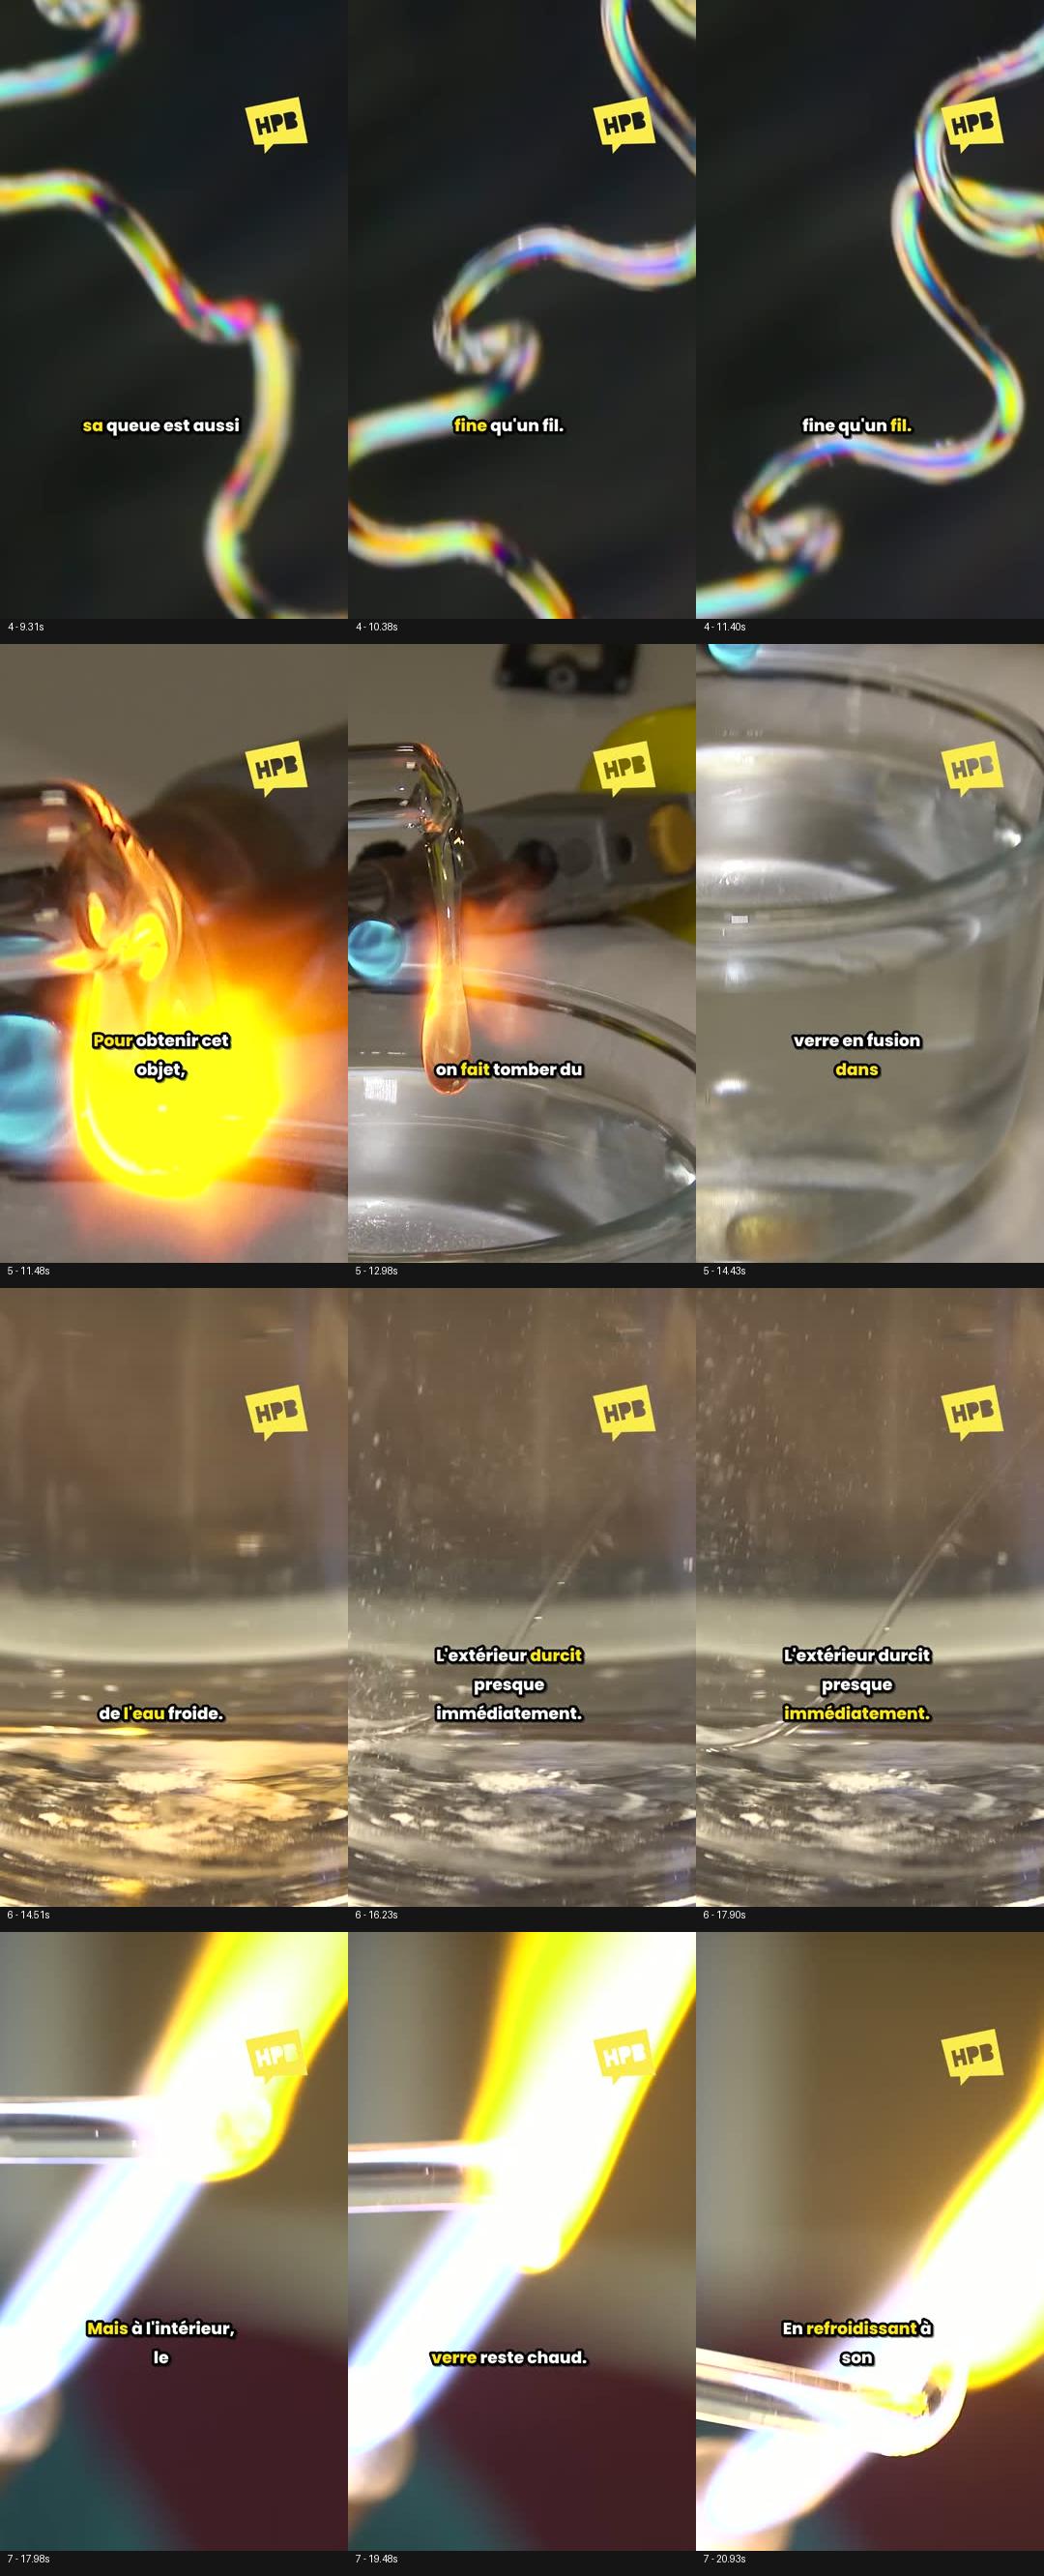 HPB
HPB
HPB
sa queue est aussi
fine qu'un fil.
fine qu'un fil.
4 - 9.31s
4 - 10.38s
4 - 11.40s
HPB
HPB
HPB
Pour obtenir cet
objet,
on fait tomber du
verre en fusion
dans
5 - 11.48s
5 - 12.98s
5 - 14.43s
HPB
HPB
HPB
de l'eau froide.
L'extérieur durcit
presque
immédiatement.
L'extérieur durcit
presque
immédiatement.
6 - 14.51s
6 - 16.23s
6 - 17.90s
HPB
HPB
HPB
Mais à l'intérieur,
le
verre reste chaud.
En refroidissant à
son
7 - 17.98s
7 - 19.48s
7 - 20.93s